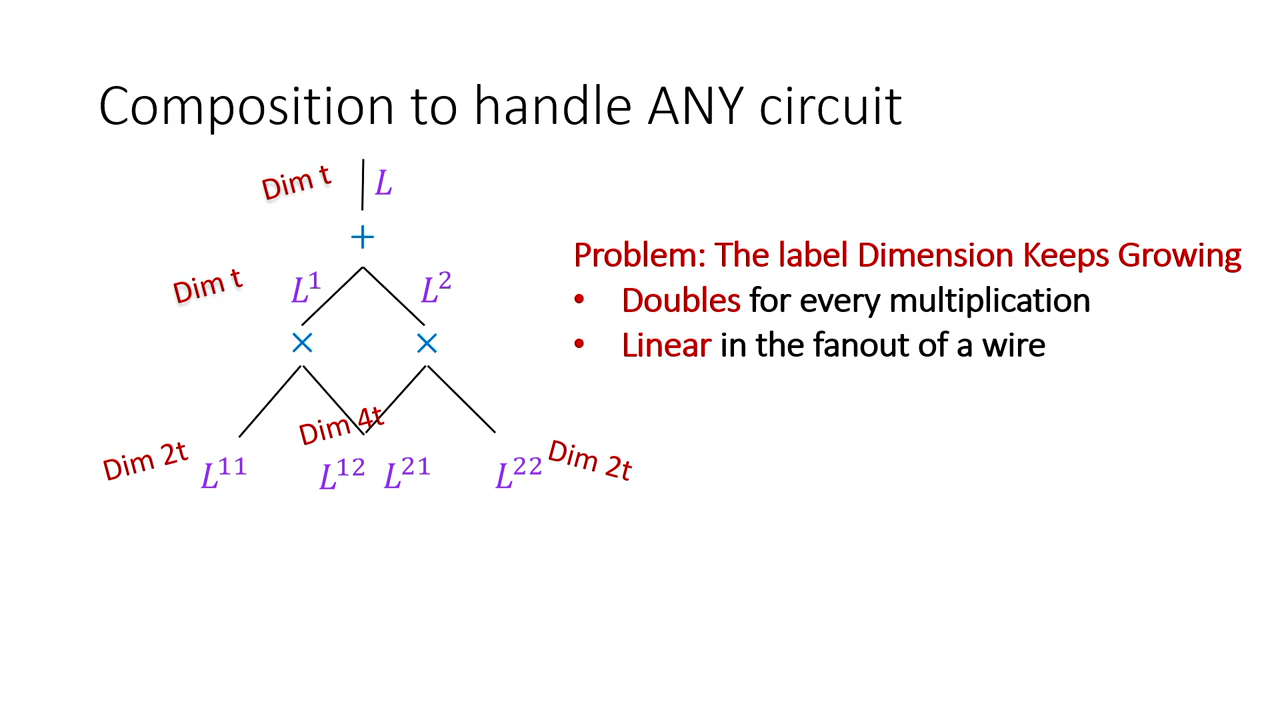 Composition to handle ANY circuit
Dim t
L
+
Dim t
L¹
L²
×
×
Dim 2t
L¹¹
Dim 4t
L¹²
L²¹
L²²
Dim 2t
Problem: The label Dimension Keeps Growing
• Doubles for every multiplication
• Linear in the fanout of a wire